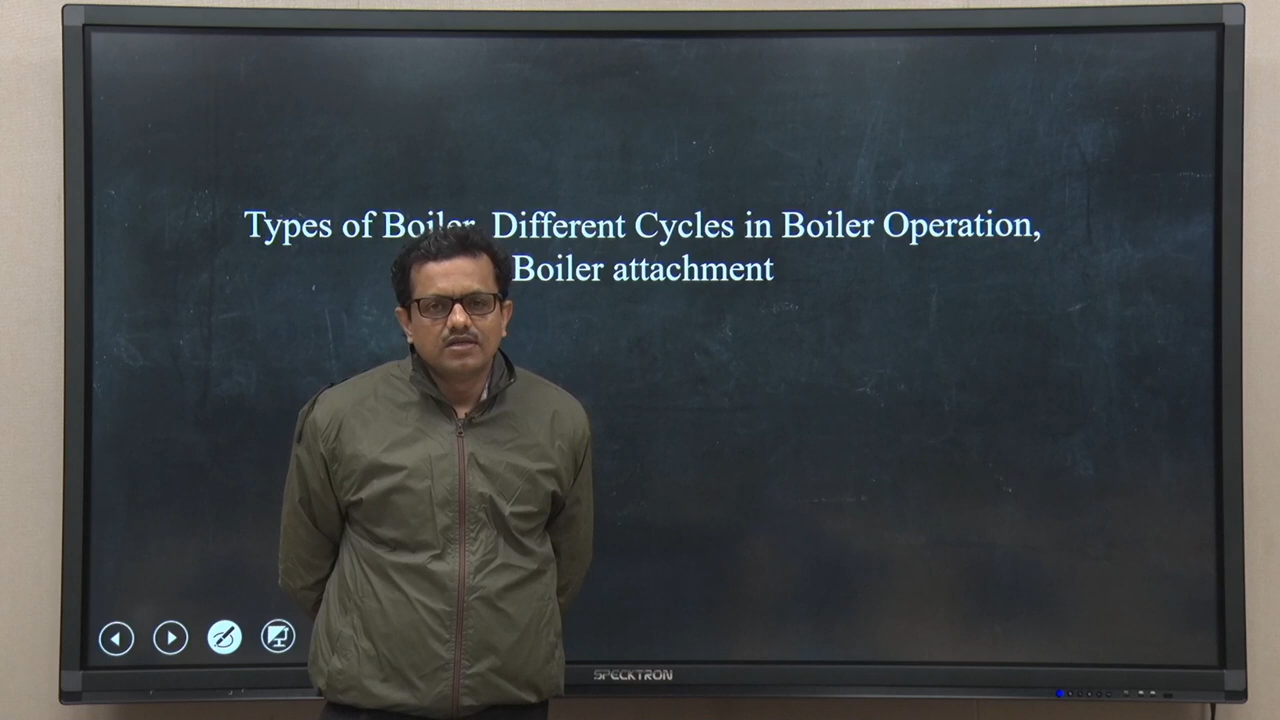 Types of Boiler, Different Cycles in Boiler Operation,
Boiler attachment
SPECKTRON